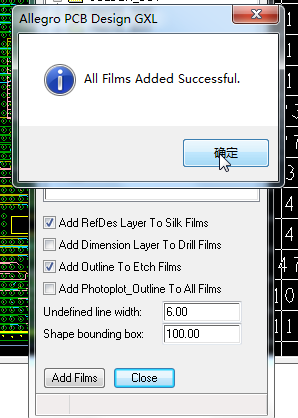 Allegro PCB Design GXL
All Films Added Successful.
确定
Add RefDes Layer To Silk Films
Add Dimension Layer To Drill Films
Add Outline To Etch Films
Add Photoplot_Outline To All Films
Undefined line width: 6.00
Shape bounding box: 100.00
Add Films Close